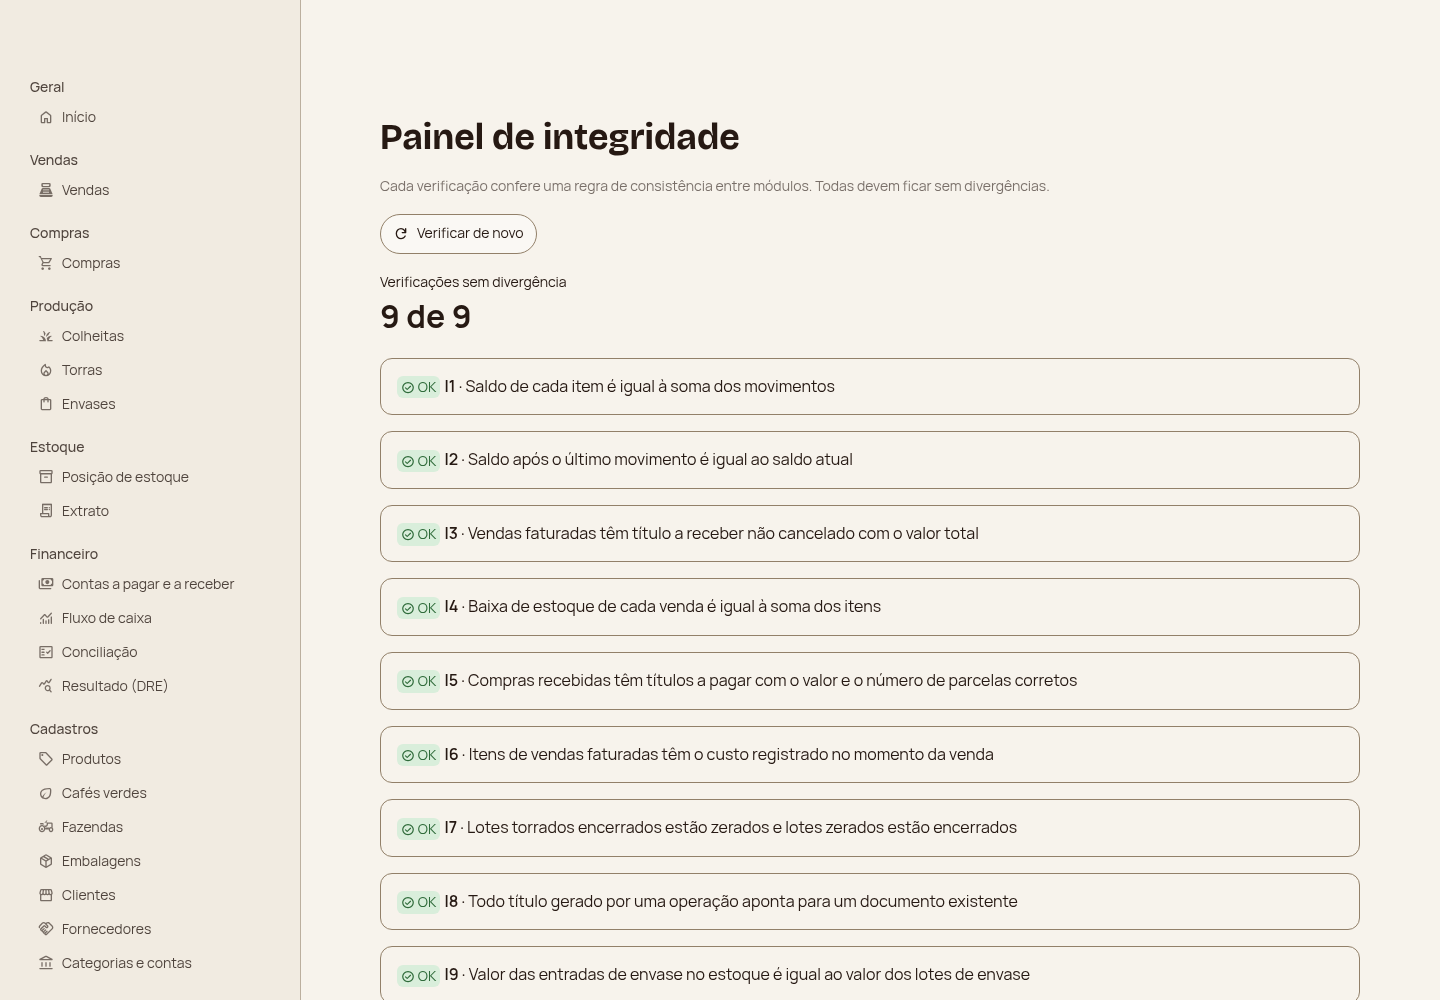 Geral
Início
Vendas
Vendas
Compras
Compras
Produção
Colheitas
Torras
Envases
Estoque
Posição de estoque
Extrato
Financeiro
Contas a pagar e a receber
Fluxo de caixa
Conciliação
Resultado (DRE)
Cadastros
Produtos
Cafés verdes
Fazendas
Embalagens
Clientes
Fornecedores
Categorias e contas
Painel de integridade
Cada verificação confere uma regra de consistência entre módulos. Todas devem ficar sem divergências.
Verificar de novo
Verificações sem divergência
9 de 9
OK I1 · Saldo de cada item é igual à soma dos movimentos
OK I2 · Saldo após o último movimento é igual ao saldo atual
OK I3 · Vendas faturadas têm título a receber não cancelado com o valor total
OK I4 · Baixa de estoque de cada venda é igual à soma dos itens
OK I5 · Compras recebidas têm títulos a pagar com o valor e o número de parcelas corretos
OK I6 · Itens de vendas faturadas têm o custo registrado no momento da venda
OK I7 · Lotes torrados encerrados estão zerados e lotes zerados estão encerrados
OK I8 · Todo título gerado por uma operação aponta para um documento existente
OK I9 · Valor das entradas de envase no estoque é igual ao valor dos lotes de envase